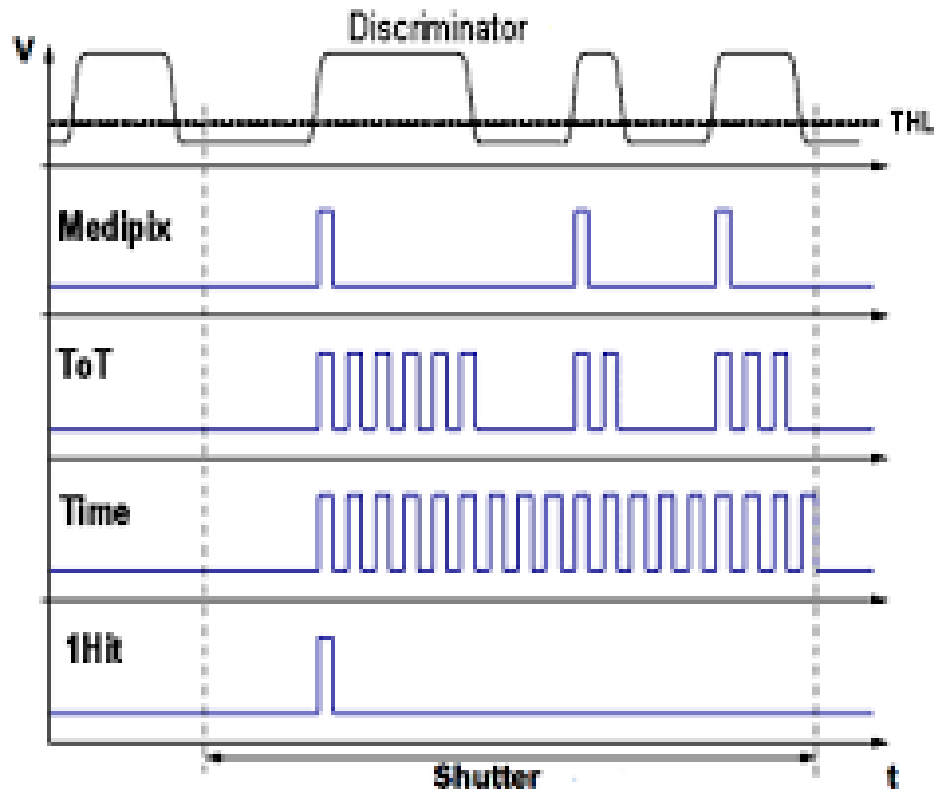 Discriminator
V
THL
Medipix
ToT
Time
1Hit
Shutter
t